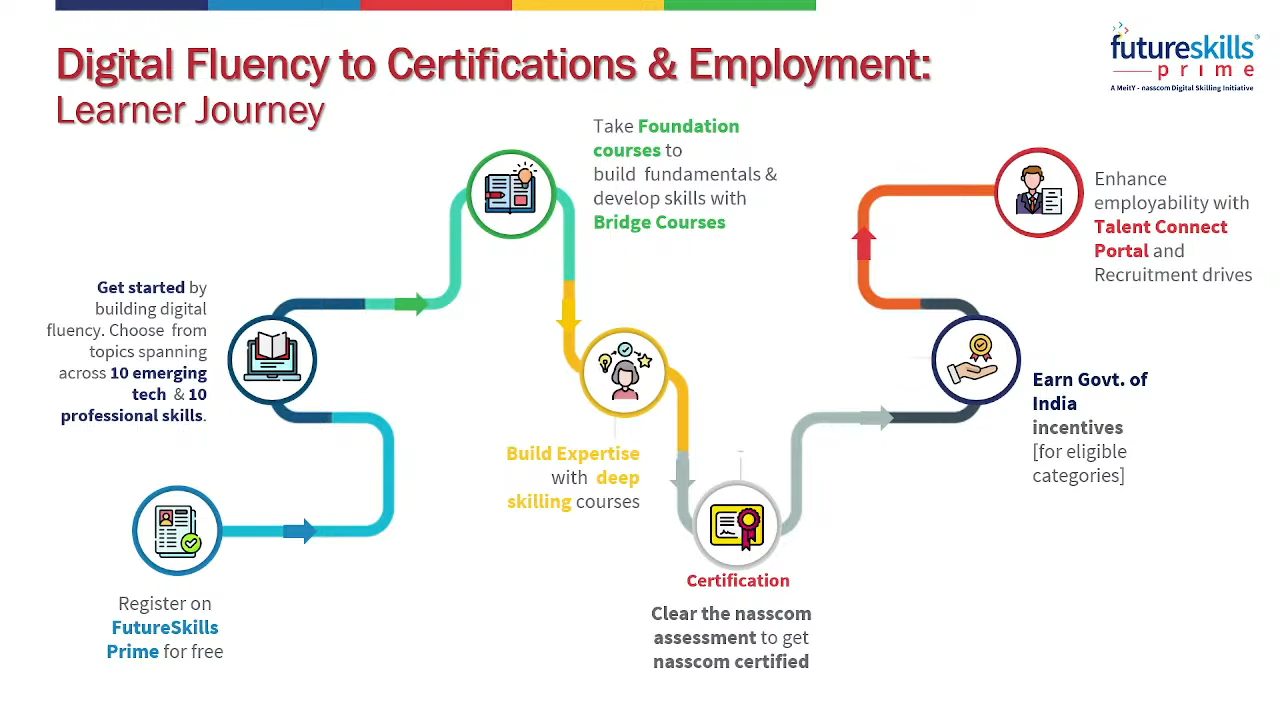 Digital Fluency to Certifications & Employment:
Learner Journey
futureskills®
prime
A MeitY - nasscom Digital Skilling Initiative
Register on
FutureSkills
Prime for free
Get started by
building digital
fluency. Choose from
topics spanning
across 10 emerging
tech & 10
professional skills.
Take Foundation
courses to
build fundamentals &
develop skills with
Bridge Courses
Build Expertise
with deep
skilling courses
Certification
Clear the nasscom
assessment to get
nasscom certified
Earn Govt. of
India
incentives
[for eligible
categories]
Enhance
employability with
Talent Connect
Portal and
Recruitment drives